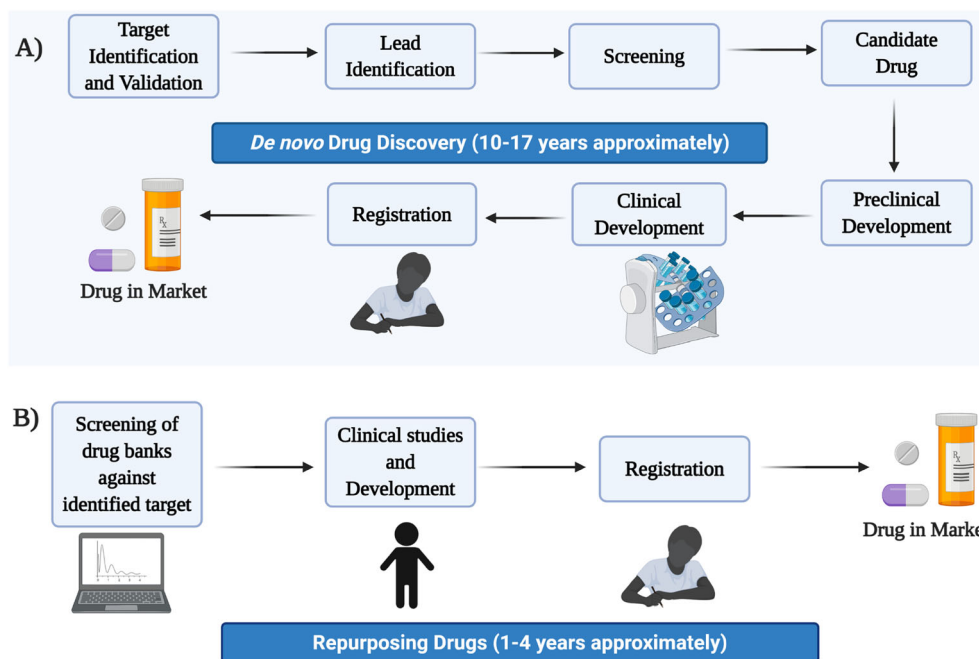 A)
Target
Identification
and Validation
Lead
Identification
Screening
Candidate
Drug
De novo Drug Discovery (10-17 years approximately)
Preclinical
Development
Clinical
Development
Registration
Rx
Drug in Market
B)
Screening of
drug banks
against
identified target
Clinical studies
and
Development
Registration
Rx
Drug in Marke
Repurposing Drugs (1-4 years approximately)